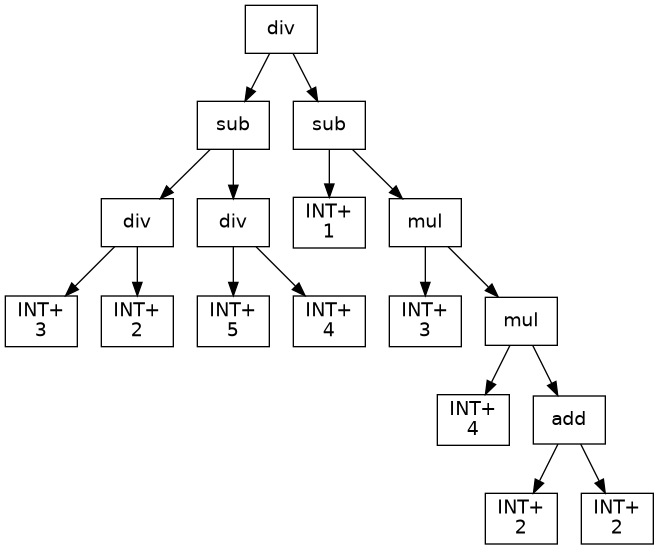 div
sub
sub
div
div
INT+
1
mul
INT+
3
INT+
2
INT+
5
INT+
4
INT+
3
mul
INT+
4
add
INT+
2
INT+
2